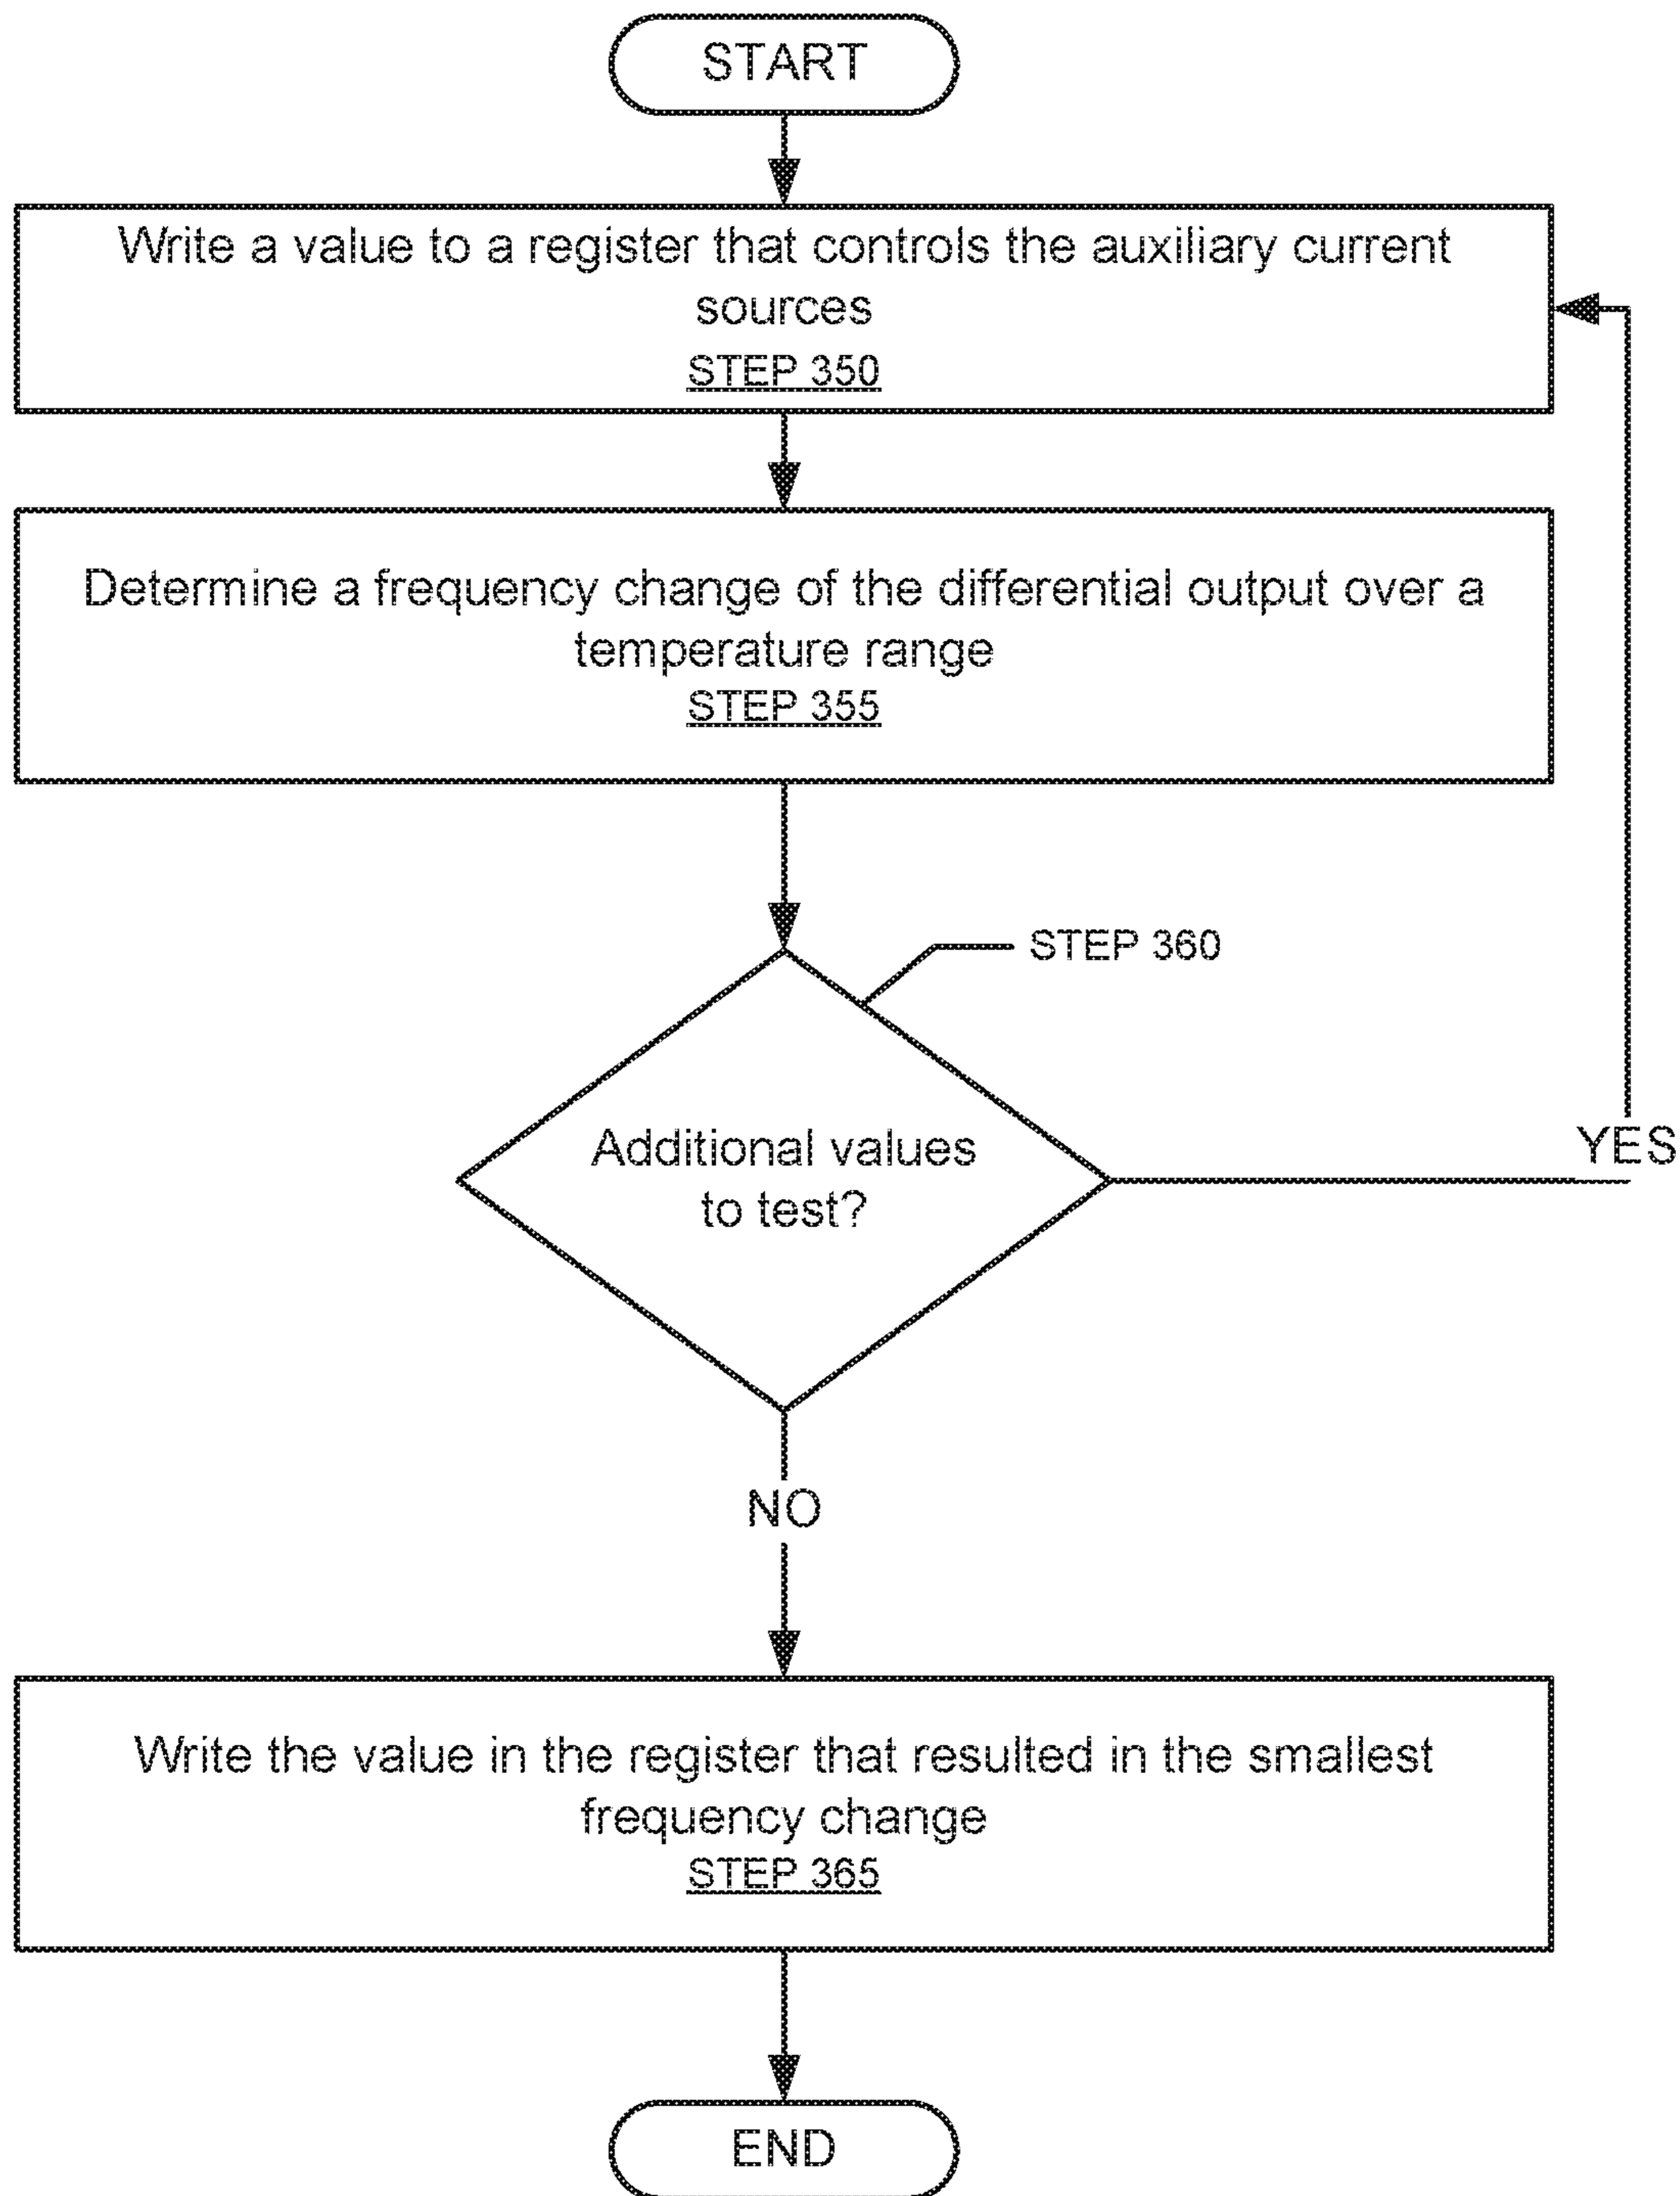 START
Write a value to a register that controls the auxiliary current
sources
STEP 350
Determine a frequency change of the differential output over a
temperature range
STEP 355
STEP 360
Additional values
to test?
YES
NO
Write the value in the register that resulted in the smallest
frequency change
STEP 365
END